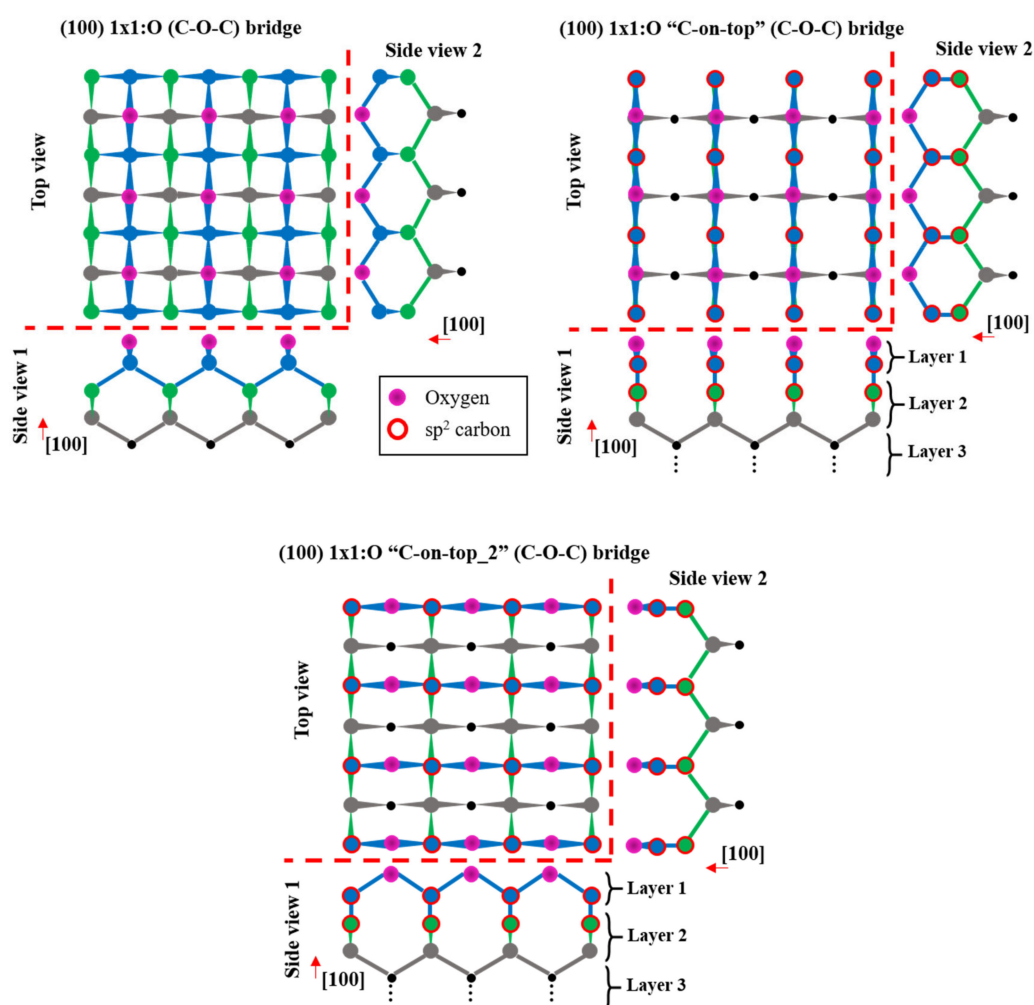 (100) 1x1:O (C-O-C) bridge
Side view 2
Top view
[100]
Side view 1
[100]
Oxygen
sp² carbon
(100) 1x1:O “C-on-top” (C-O-C) bridge
Side view 2
Top view
[100]
Side view 1
[100]
Layer 1
Layer 2
Layer 3
(100) 1x1:O “C-on-top_2” (C-O-C) bridge
Side view 2
Top view
[100]
Side view 1
[100]
Layer 1
Layer 2
Layer 3